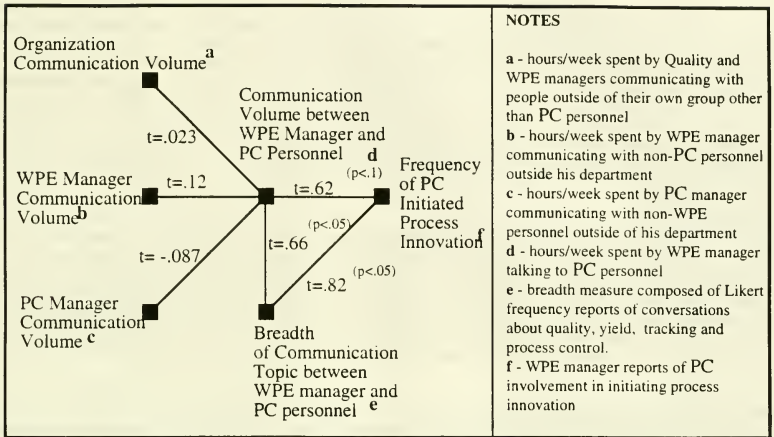 Organization
Communication Volume a
t=.023
Communication
Volume between
WPE Manager and
PC Personnel d
(p<.1)
t=.62
Frequency
of PC
Initiated
Process
Innovation f
WPE Manager
Communication
Volume b
t=.12
(p<.05)
t=.66
t= -.087
t=.82 (p<.05)
PC Manager
Communication
Volume c
Breadth
of Communication
Topic between
WPE manager and
PC personnel e
NOTES
a - hours/week spent by Quality and
WPE managers communicating with
people outside of their own group other
than PC personnel
b - hours/week spent by WPE manager
communicating with non-PC personnel
outside his department
c - hours/week spent by PC manager
communicating with non-WPE
personnel outside of his department
d - hours/week spent by WPE manager
talking to PC personnel
e - breadth measure composed of Likert
frequency reports of conversations
about quality, yield, tracking and
process control.
f - WPE manager reports of PC
involvement in initiating process
innovation